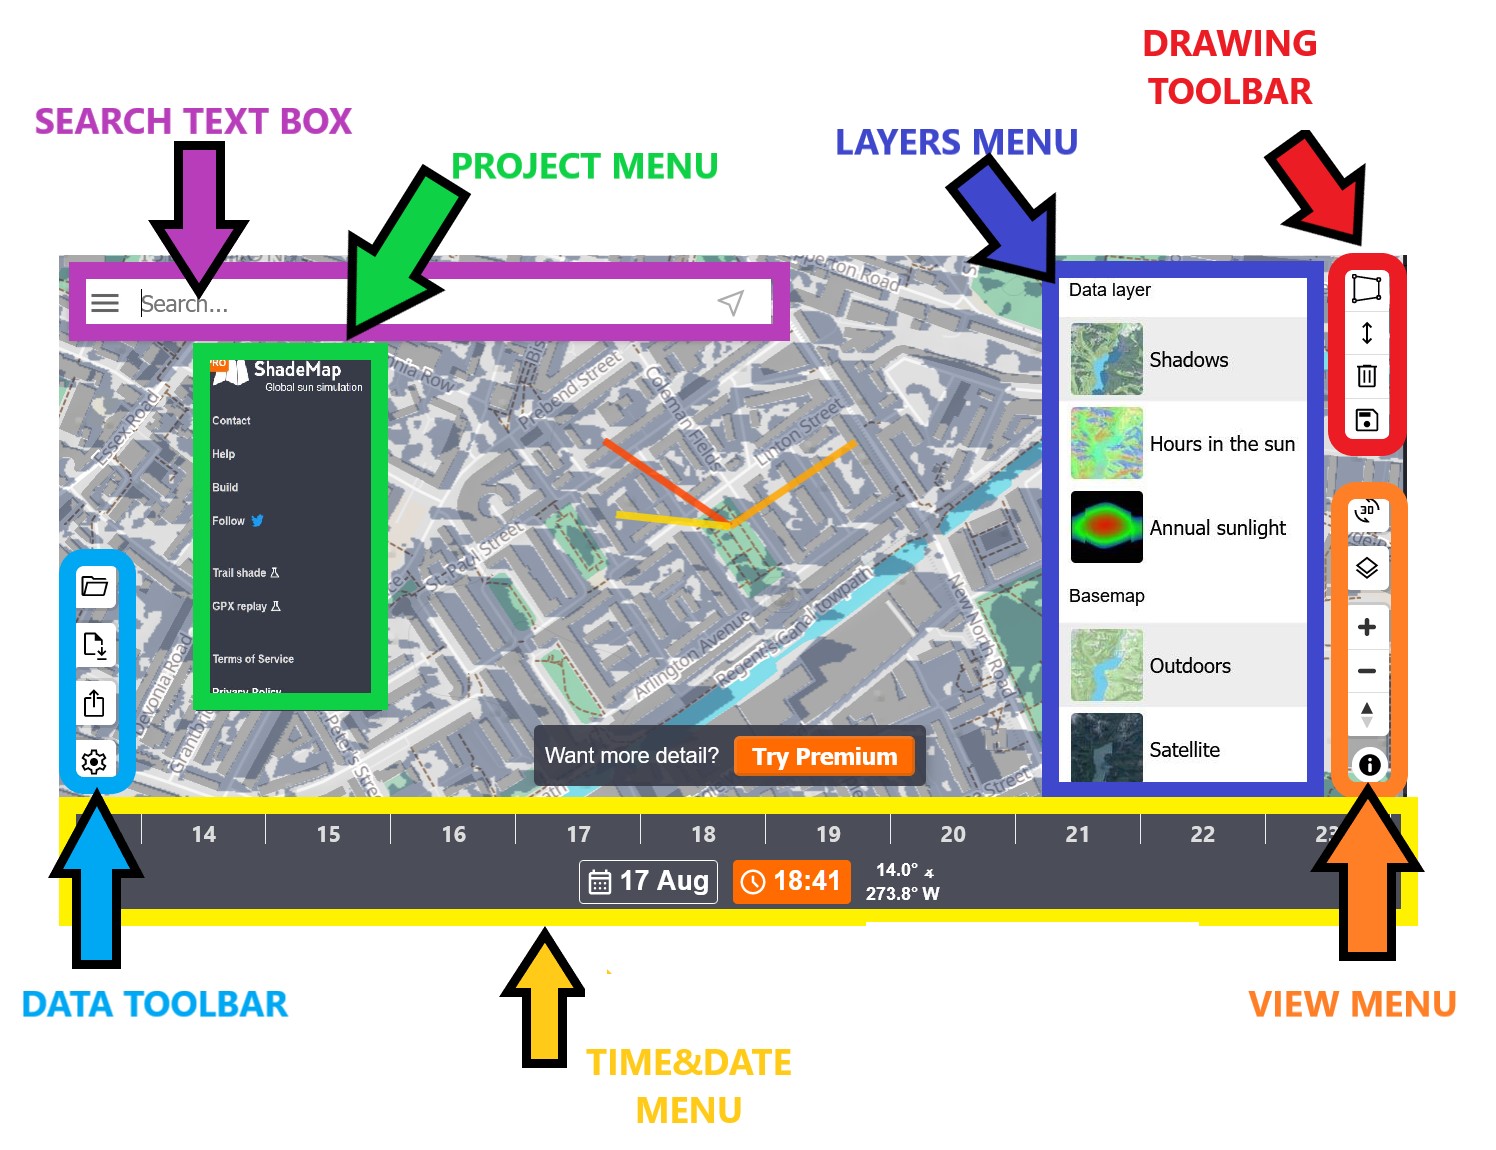 DRAWING
TOOLBAR
SEARCH TEXT BOX
LAYERS MENU
PROJECT MENU
Search...
Data layer
Shadows
Hours in the sun
Annual sunlight
Basemap
Outdoors
Satellite
PRO
ShadeMap
Global sun simulation
Contact
Help
Build
Follow
Trail shade
GPX replay
Terms of Service
Privacy Policy
Essex Road
Prebend Street
Coleman Fields
Linton Street
St. Paul Street
Arlington Avenue
Regent's Canal towpath
New North Road
3D
Want more detail?
Try Premium
14 15 16 17 18 19 20 21 22 23
17 Aug
18:41
14.0°
273.8° W
DATA TOOLBAR
VIEW MENU
TIME&DATE
MENU